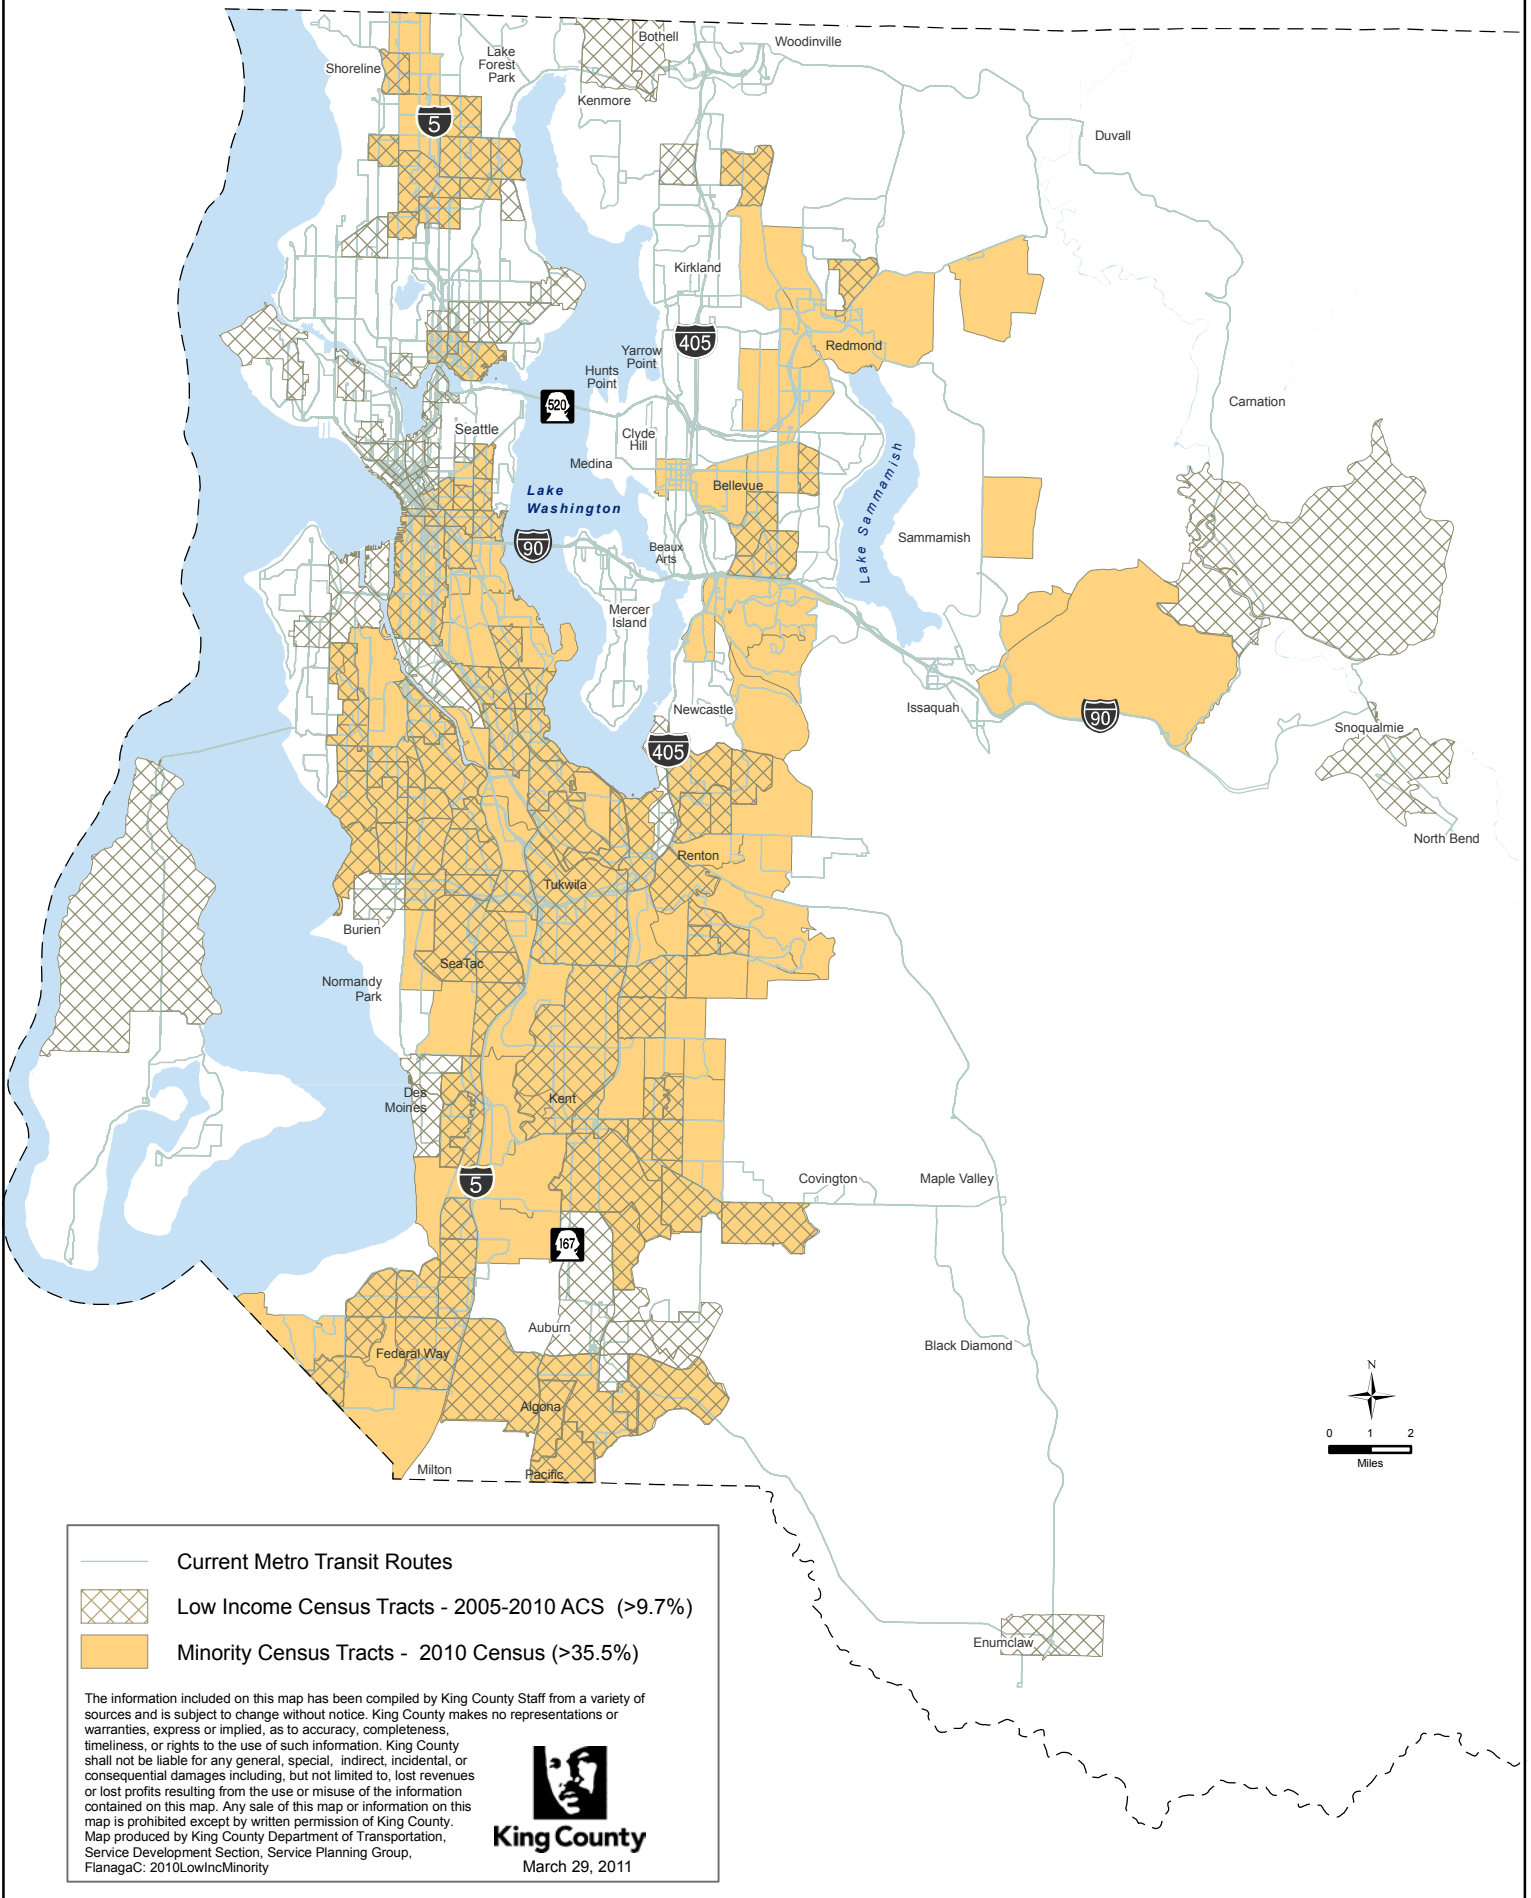 Bothell
Woodinville
Shoreline
Lake
Forest
Park
Kenmore
5
Duvall
Kirkland
405
Redmond
Yarrow
Point
Hunts
Point
520
Carnation
Seattle
Clyde
Hill
Medina
Bellevue
Lake
Washington
Lake Sammamish
90
Beaux
Arts
Sammamish
Mercer
Island
Newcastle
Issaquah
90
Snoqualmie
405
North Bend
Renton
Tukwila
Burien
SeaTac
Normandy
Park
Des
Moines
Kent
5
Covington
Maple Valley
167
Auburn
Black Diamond
Federal Way
Algona
Milton
Pacific
N
0 1 2
Miles
Enumclaw
Current Metro Transit Routes
Low Income Census Tracts - 2005-2010 ACS (>9.7%)
Minority Census Tracts - 2010 Census (>35.5%)
The information included on this map has been compiled by King County Staff from a variety of
sources and is subject to change without notice. King County makes no representations or
warranties, express or implied, as to accuracy, completeness,
timeliness, or rights to the use of such information. King County
shall not be liable for any general, special, indirect, incidental, or
consequential damages including, but not limited to, lost revenues
or lost profits resulting from the use or misuse of the information
contained on this map. Any sale of this map or information on this
map is prohibited except by written permission of King County.
Map produced by King County Department of Transportation,
Service Development Section, Service Planning Group,
FlanagaC: 2010LowIncMinority
King County
March 29, 2011